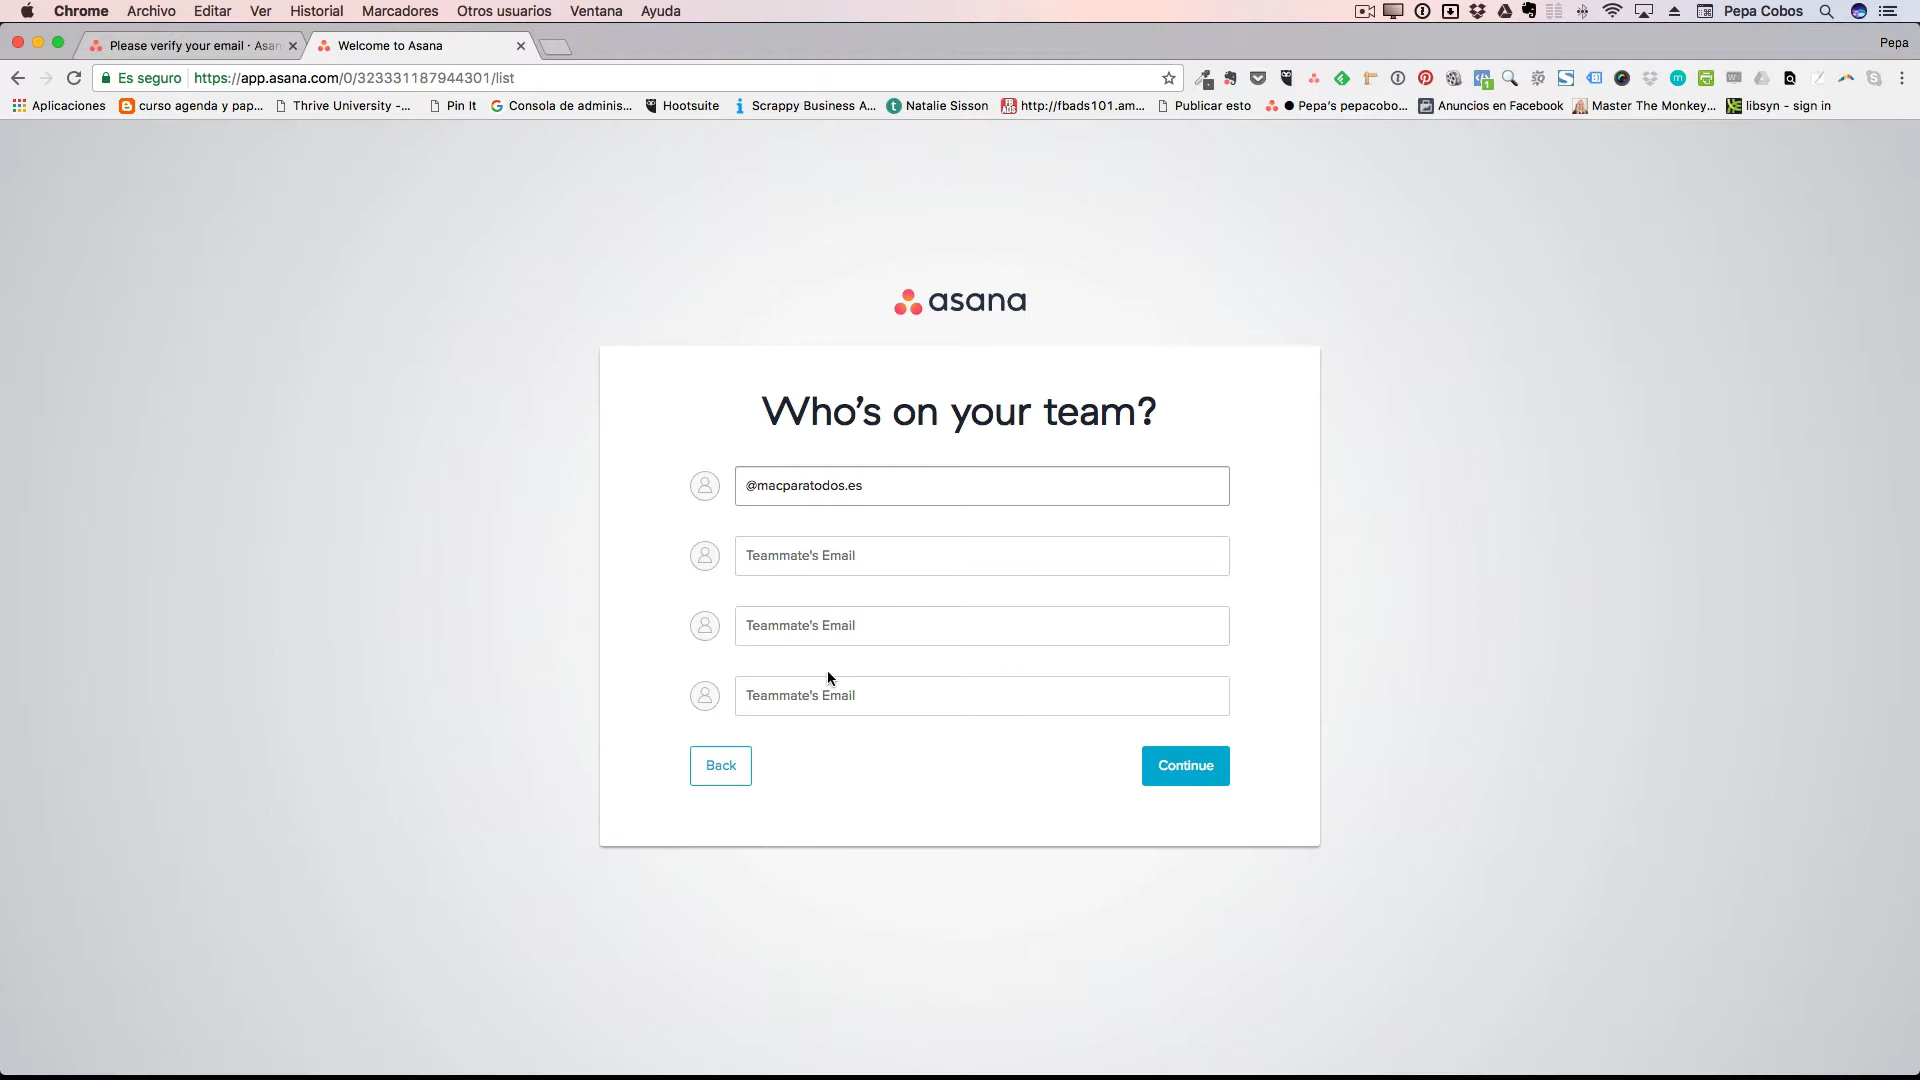 Chrome Archivo Editar Ver Historial Marcadores Otros usuarios Ventana Ayuda Pepa Cobos
Please verify your email · Asan Welcome to Asana Pepa
Es seguro https://app.asana.com/0/323331187944301/list
Aplicaciones curso agenda y pap... Thrive University -... Pin It Consola de adminis... Hootsuite Scrappy Business A... Natalie Sisson http://fbads101.am... Publicar esto Pepa's pepacobo... Anuncios en Facebook Master The Monkey... libsyn - sign in
asana
Who's on your team?
@macparatodos.es
Teammate's Email
Teammate's Email
Teammate's Email
Back Continue